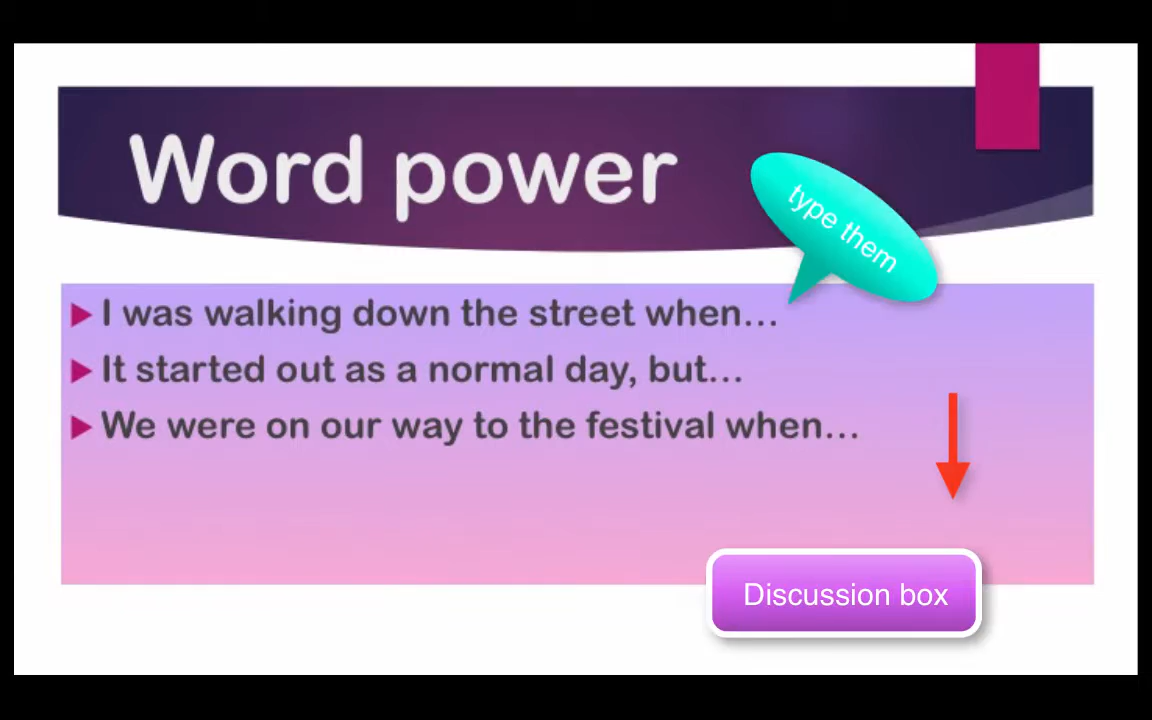 Word power
type them
I was walking down the street when...
It started out as a normal day, but...
We were on our way to the festival when...
Discussion box